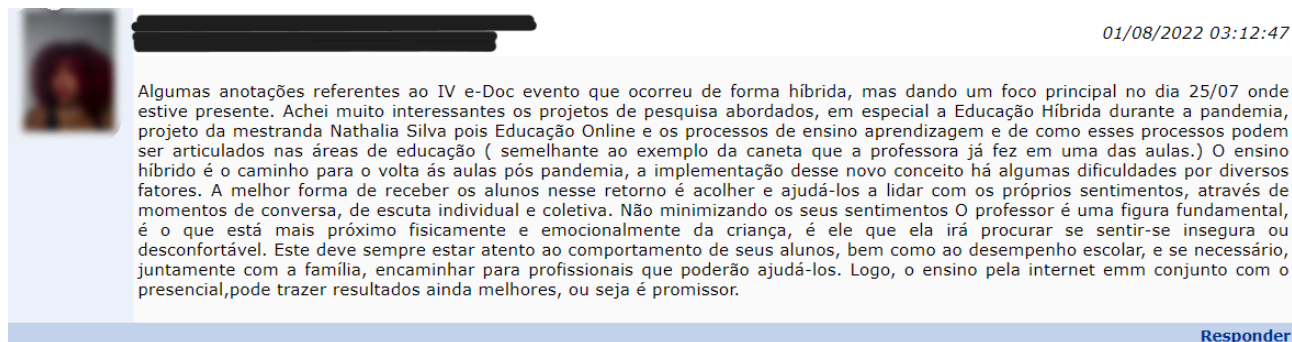 01/08/2022 03:12:47
Algumas anotações referentes ao IV e-Doc evento que ocorreu de forma híbrida, mas dando um foco principal no dia 25/07 onde
estive presente. Achei muito interessantes os projetos de pesquisa abordados, em especial a Educação Híbrida durante a pandemia,
projeto da mestranda Nathalia Silva pois Educação Online e os processos de ensino aprendizagem e de como esses processos podem
ser articulados nas áreas de educação ( semelhante ao exemplo da caneta que a professora já fez em uma das aulas.) O ensino
híbrido é o caminho para o volta ás aulas pós pandemia, a implementação desse novo conceito há algumas dificuldades por diversos
fatores. A melhor forma de receber os alunos nesse retorno é acolher e ajudá-los a lidar com os próprios sentimentos, através de
momentos de conversa, de escuta individual e coletiva. Não minimizando os seus sentimentos O professor é uma figura fundamental,
é o que está mais próximo fisicamente e emocionalmente da criança, é ele que ela irá procurar se sentir-se insegura ou
desconfortável. Este deve sempre estar atento ao comportamento de seus alunos, bem como ao desempenho escolar, e se necessário,
juntamente com a família, encaminhar para profissionais que poderão ajudá-los. Logo, o ensino pela internet emm conjunto com o
presencial,pode trazer resultados ainda melhores, ou seja é promissor.
Responder